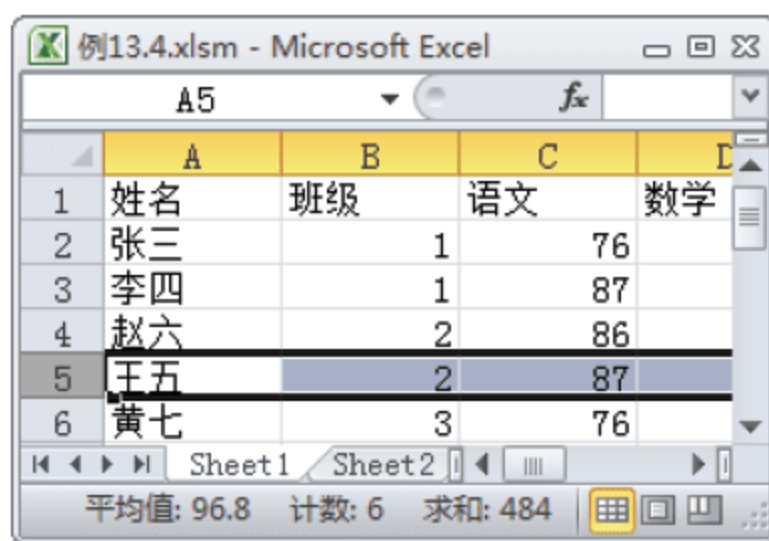 例13.4.xlsm - Microsoft Excel
A5 fx
A B C D
1 姓名 班级 语文 数学
2 张三 1 76
3 李四 1 87
4 赵六 2 86
5 王五 2 87
6 黄七 3 76
Sheet1 Sheet2
平均值: 96.8 计数: 6 求和: 484